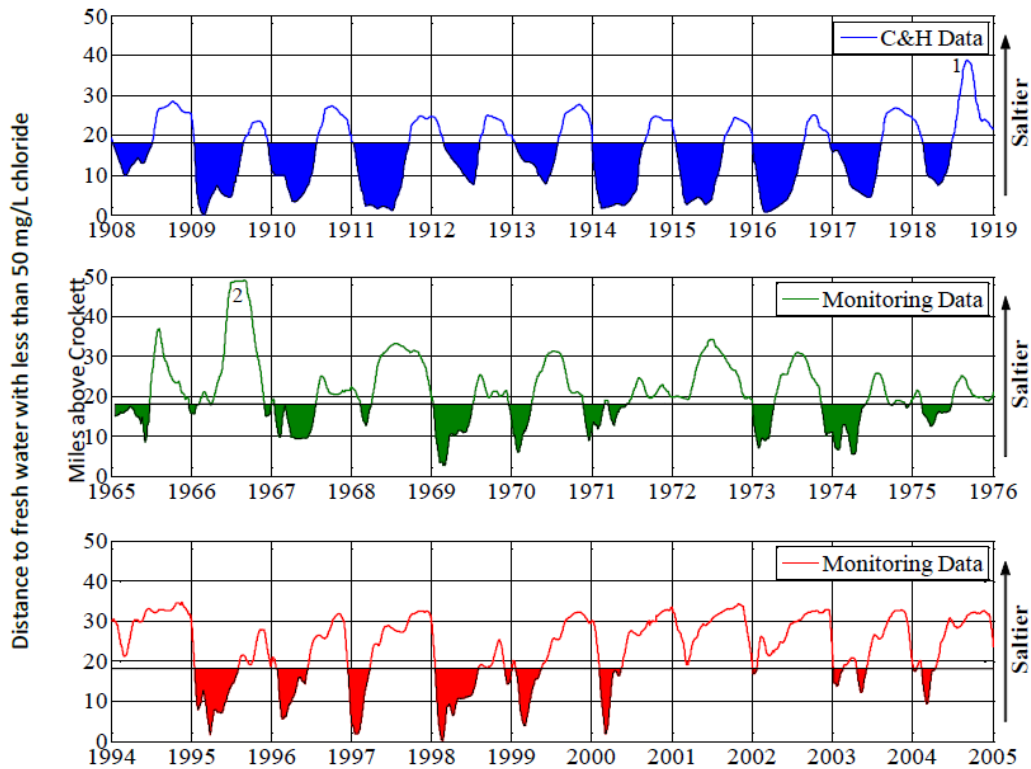 Distance to fresh water with less than 50 mg/L chloride
Miles above Crockett
50
40
30
20
10
0
C&H Data
1
Saltier
1908 1909 1910 1911 1912 1913 1914 1915 1916 1917 1918 1919
50
40
30
20
10
0
Monitoring Data
2
Saltier
1965 1966 1967 1968 1969 1970 1971 1972 1973 1974 1975 1976
50
40
30
20
10
0
Monitoring Data
Saltier
1994 1995 1996 1997 1998 1999 2000 2001 2002 2003 2004 2005